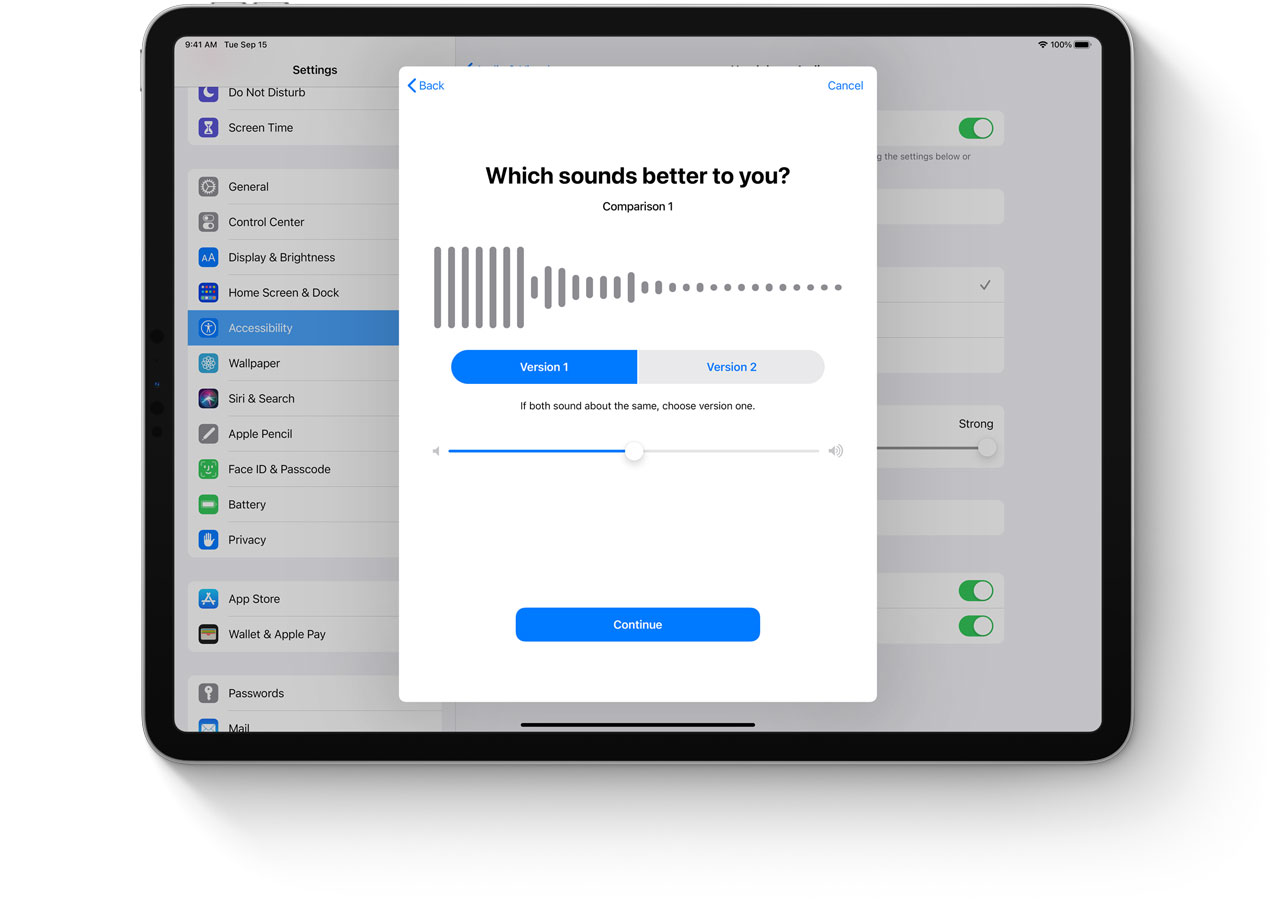 9:41 AM Tue Sep 15
100%
Settings
Do Not Disturb
Screen Time
General
Control Center
Display & Brightness
Home Screen & Dock
Accessibility
Wallpaper
Siri & Search
Apple Pencil
Face ID & Passcode
Battery
Privacy
App Store
Wallet & Apple Pay
Passwords
Mail
Back
Cancel
Which sounds better to you?
Comparison 1
Version 1
Version 2
If both sound about the same, choose version one.
Continue
the settings below or
Strong